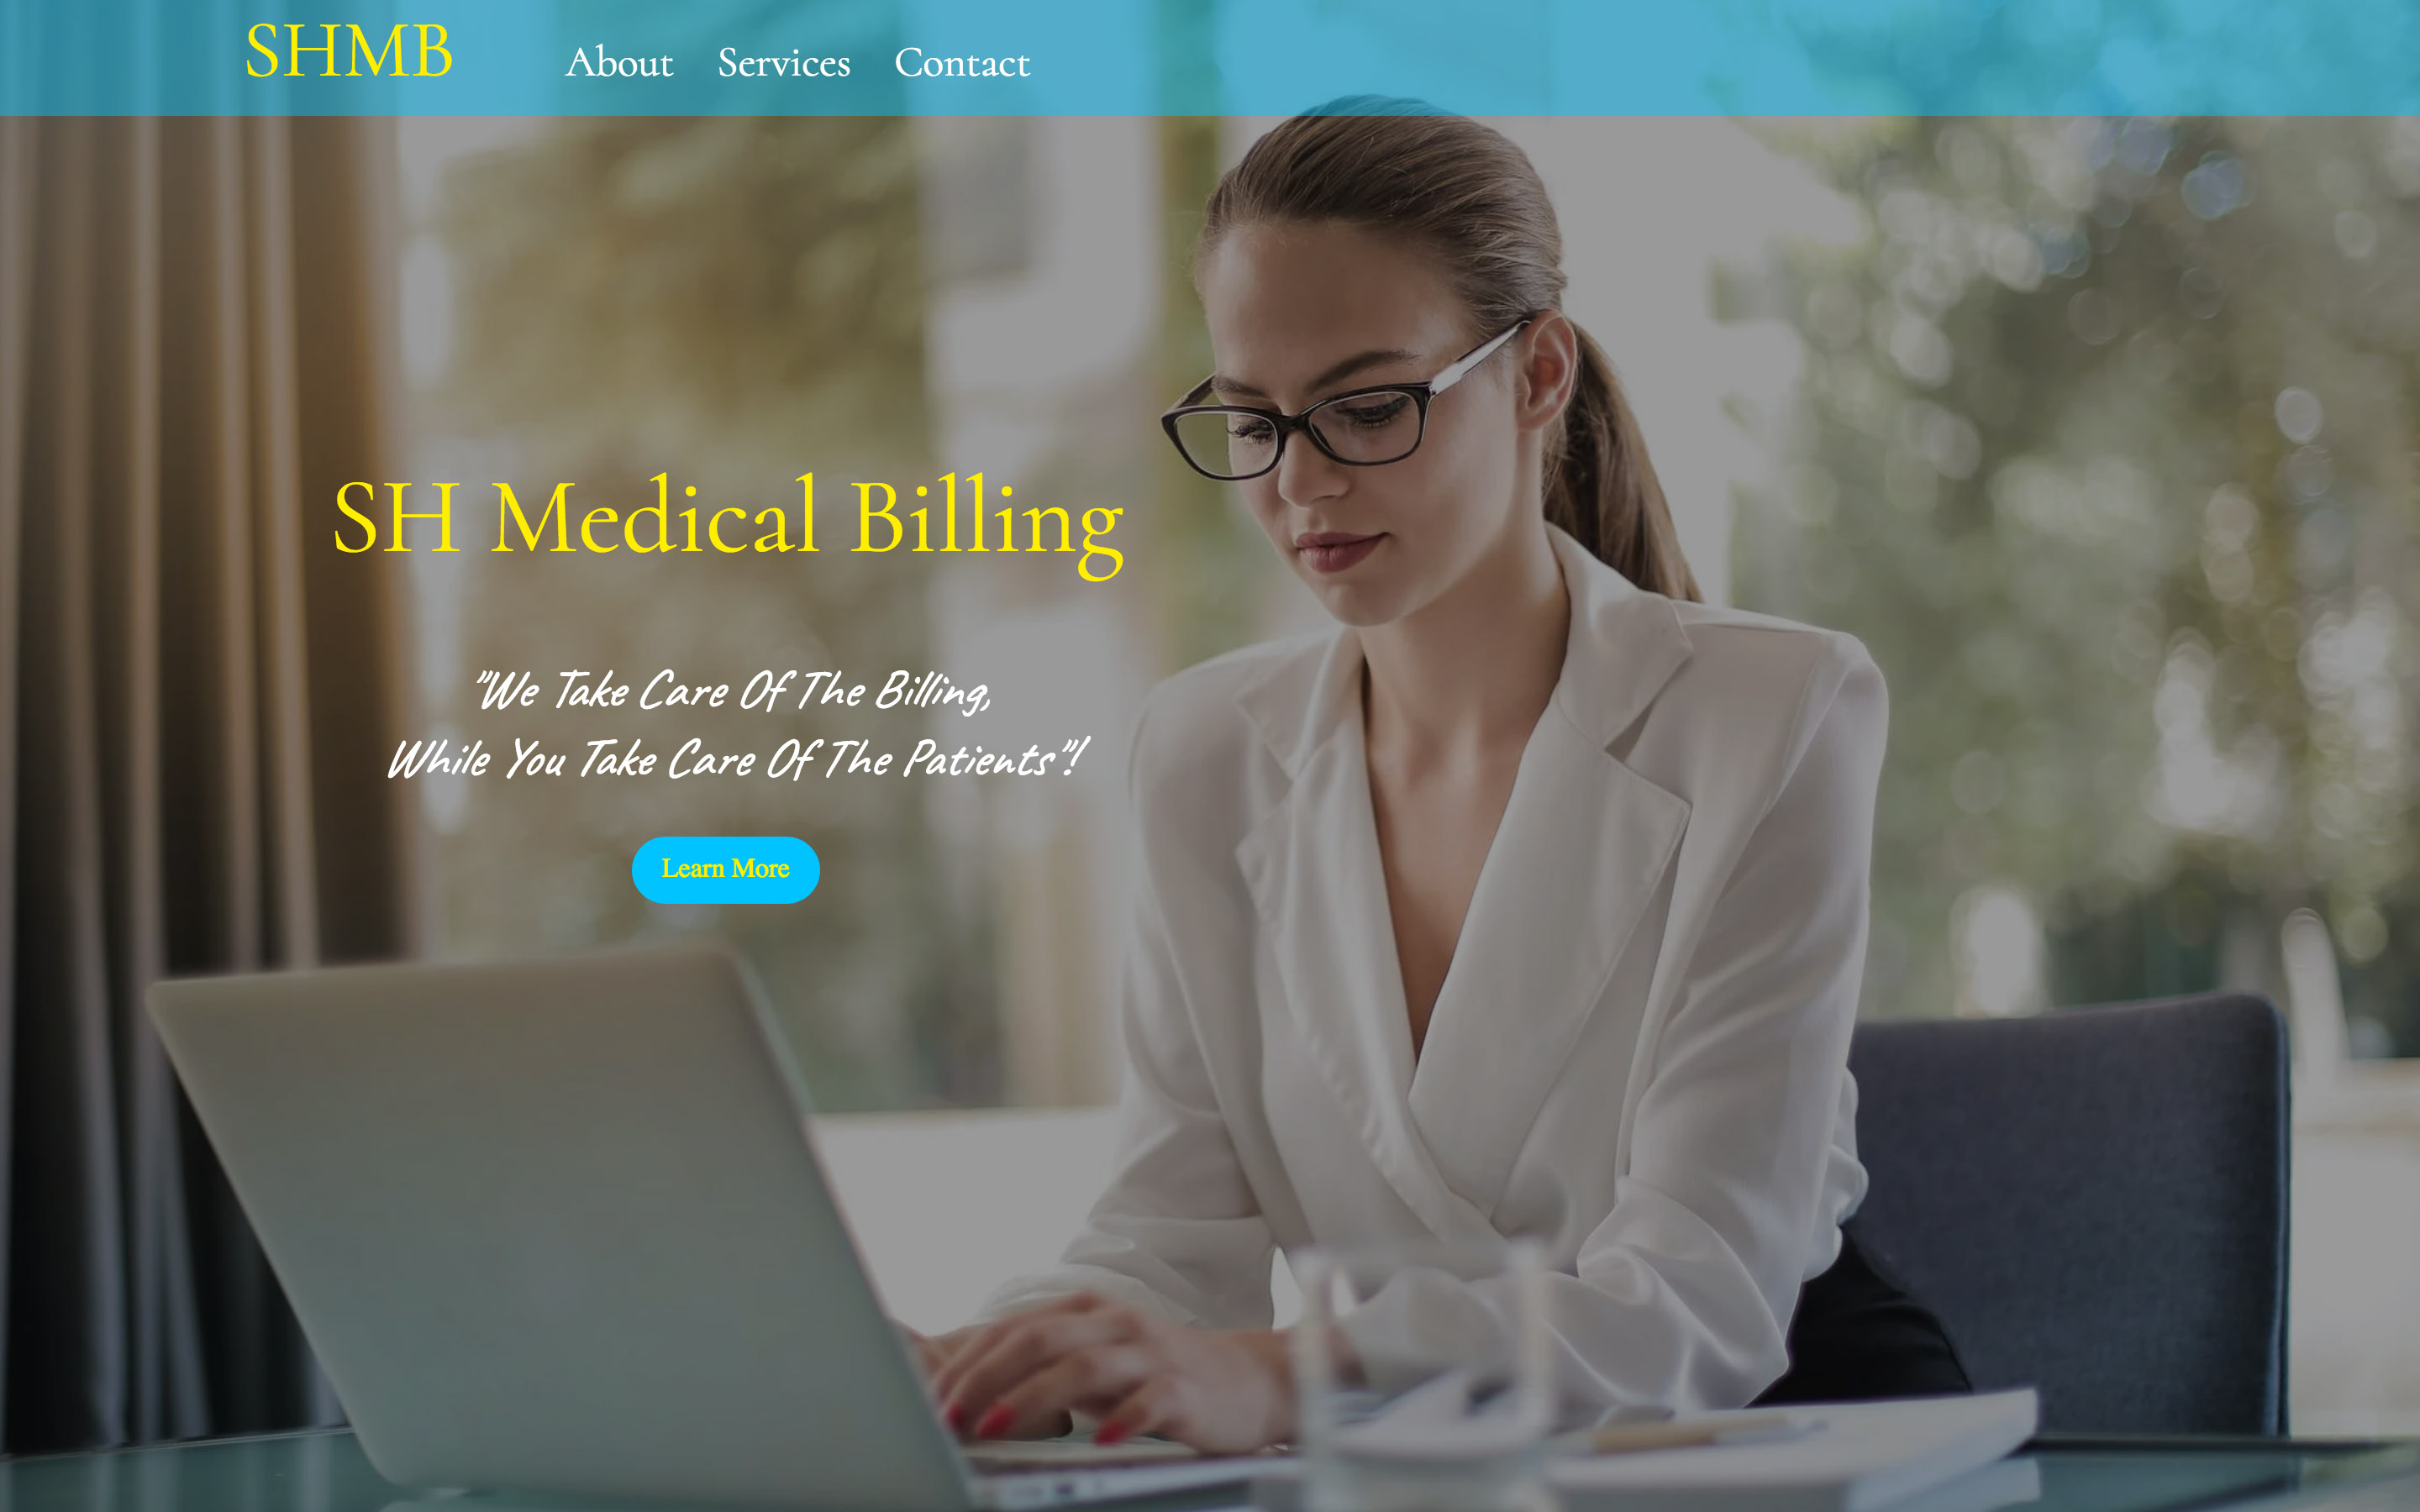 SHMB
About Services Contact
SH Medical Billing
"We Take Care Of The Billing,
While You Take Care Of The Patients"!
Learn More